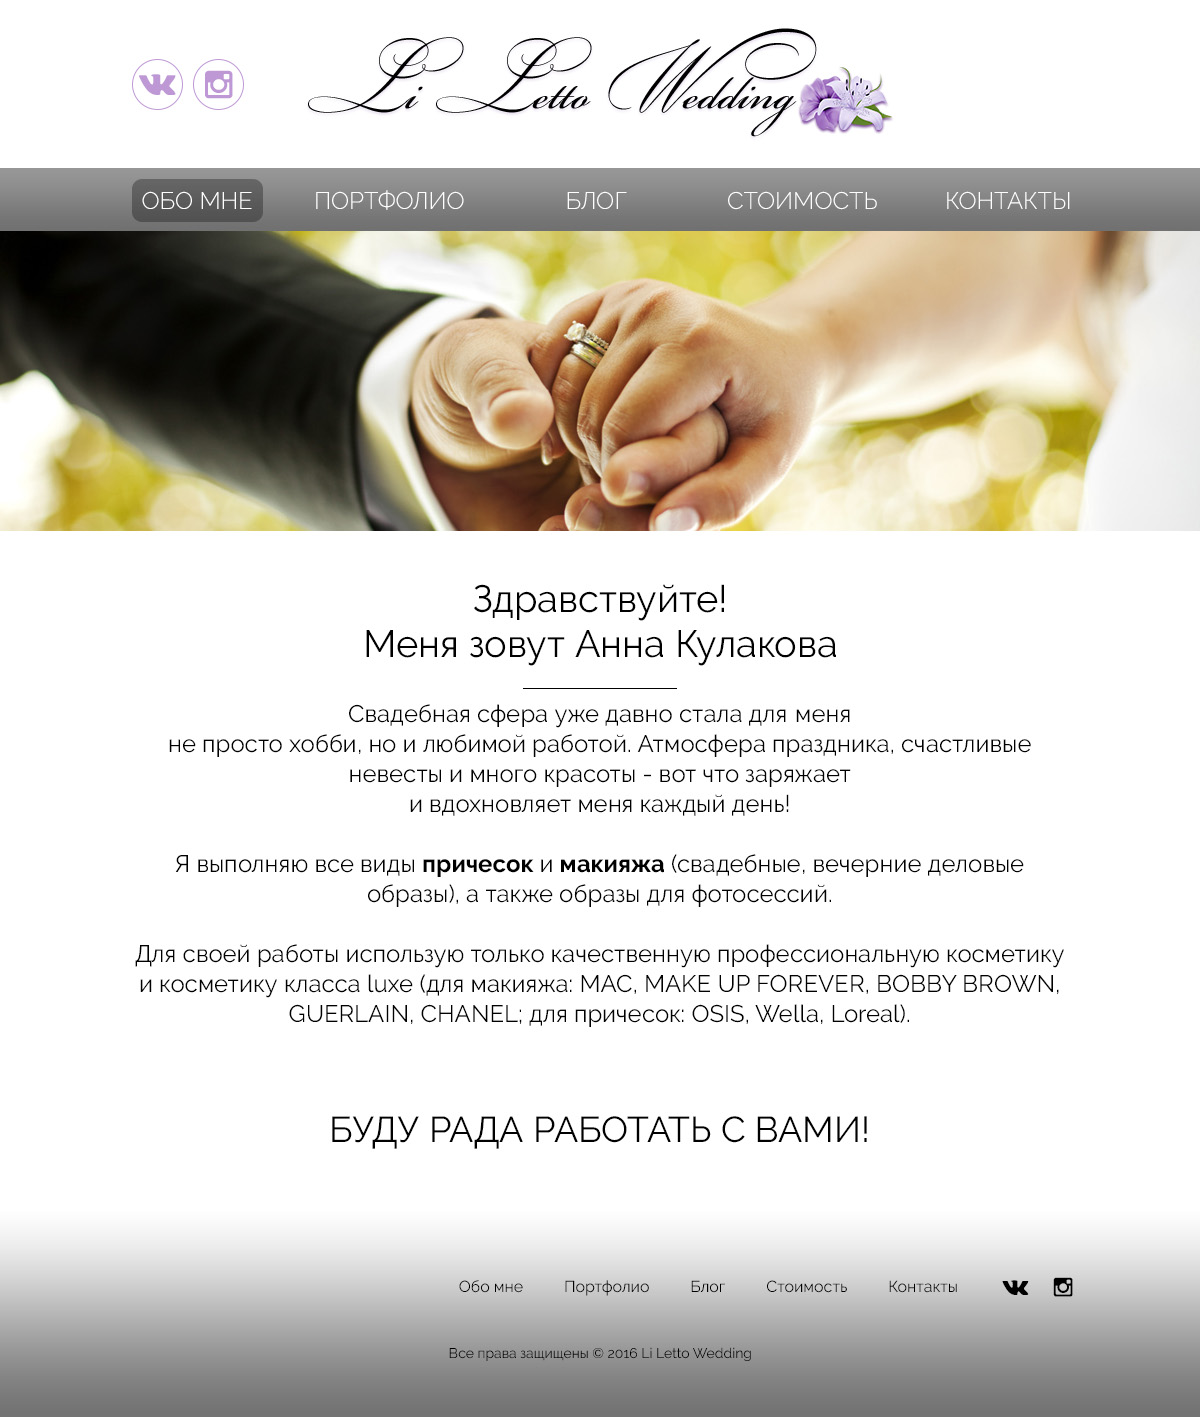 Li Letto Wedding
ОБО МНЕ ПОРТФОЛИО БЛОГ СТОИМОСТЬ КОНТАКТЫ
Здравствуйте!
Меня зовут Анна Кулакова
Свадебная сфера уже давно стала для меня
не просто хобби, но и любимой работой. Атмосфера праздника, счастливые
невесты и много красоты - вот что заряжает
и вдохновляет меня каждый день!
Я выполняю все виды причесок и макияжа (свадебные, вечерние деловые
образы), а также образы для фотосессий.
Для своей работы использую только качественную профессиональную косметику
и косметику класса luxe (для макияжа: MAC, MAKE UP FOREVER, BOBBY BROWN,
GUERLAIN, CHANEL; для причесок: OSIS, Wella, Loreal).
БУДУ РАДА РАБОТАТЬ С ВАМИ!
Обо мне Портфолио Блог Стоимость Контакты
Все права защищены © 2016 Li Letto Wedding